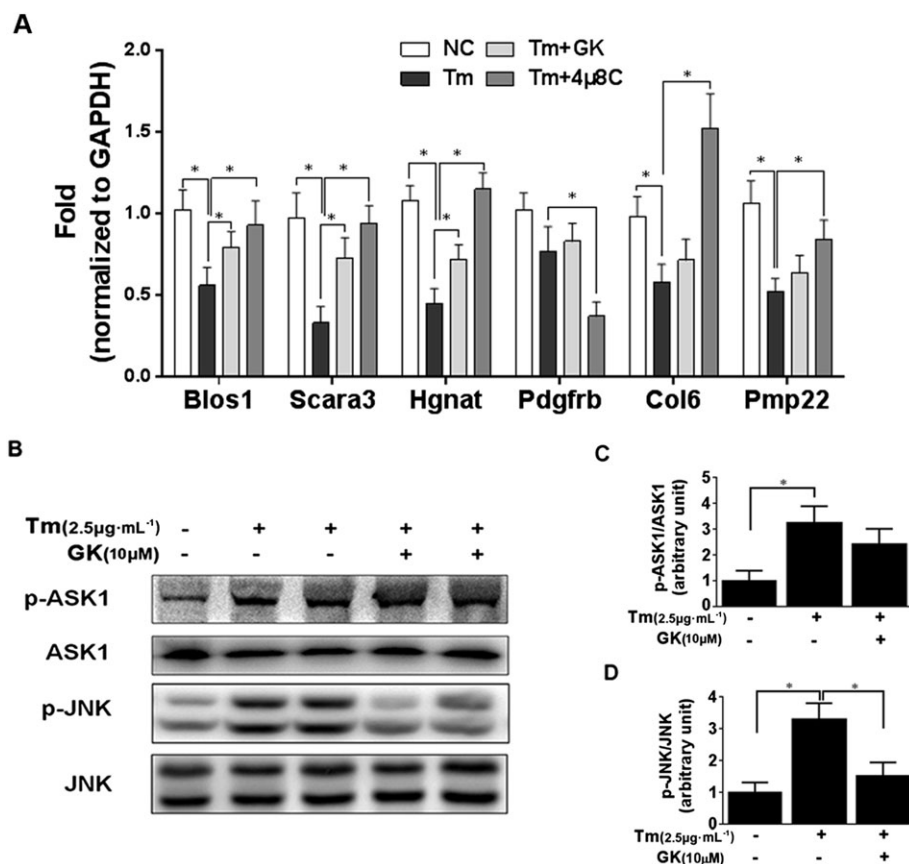 A
Fold
(normalized to GAPDH)
2.0
1.5
1.0
0.5
0.0
NC
Tm+GK
Tm
Tm+4µ8C
* * * * * * * * * * * * * *
Blos1 Scara3 Hgnat Pdgfrb Col6 Pmp22
B
Tm(2.5µg·mL⁻¹) - + + + +
GK(10µM) - - - + +
p-ASK1
ASK1
p-JNK
JNK
C
p-ASK1/ASK1
(arbitrary unit)
5
4
3
2
1
0
*
Tm(2.5µg·mL⁻¹) - + +
GK(10µM) - - +
D
p-JNK/JNK
(arbitrary unit)
4
3
2
1
0
* *
Tm(2.5µg·mL⁻¹) - + +
GK(10µM) - - +